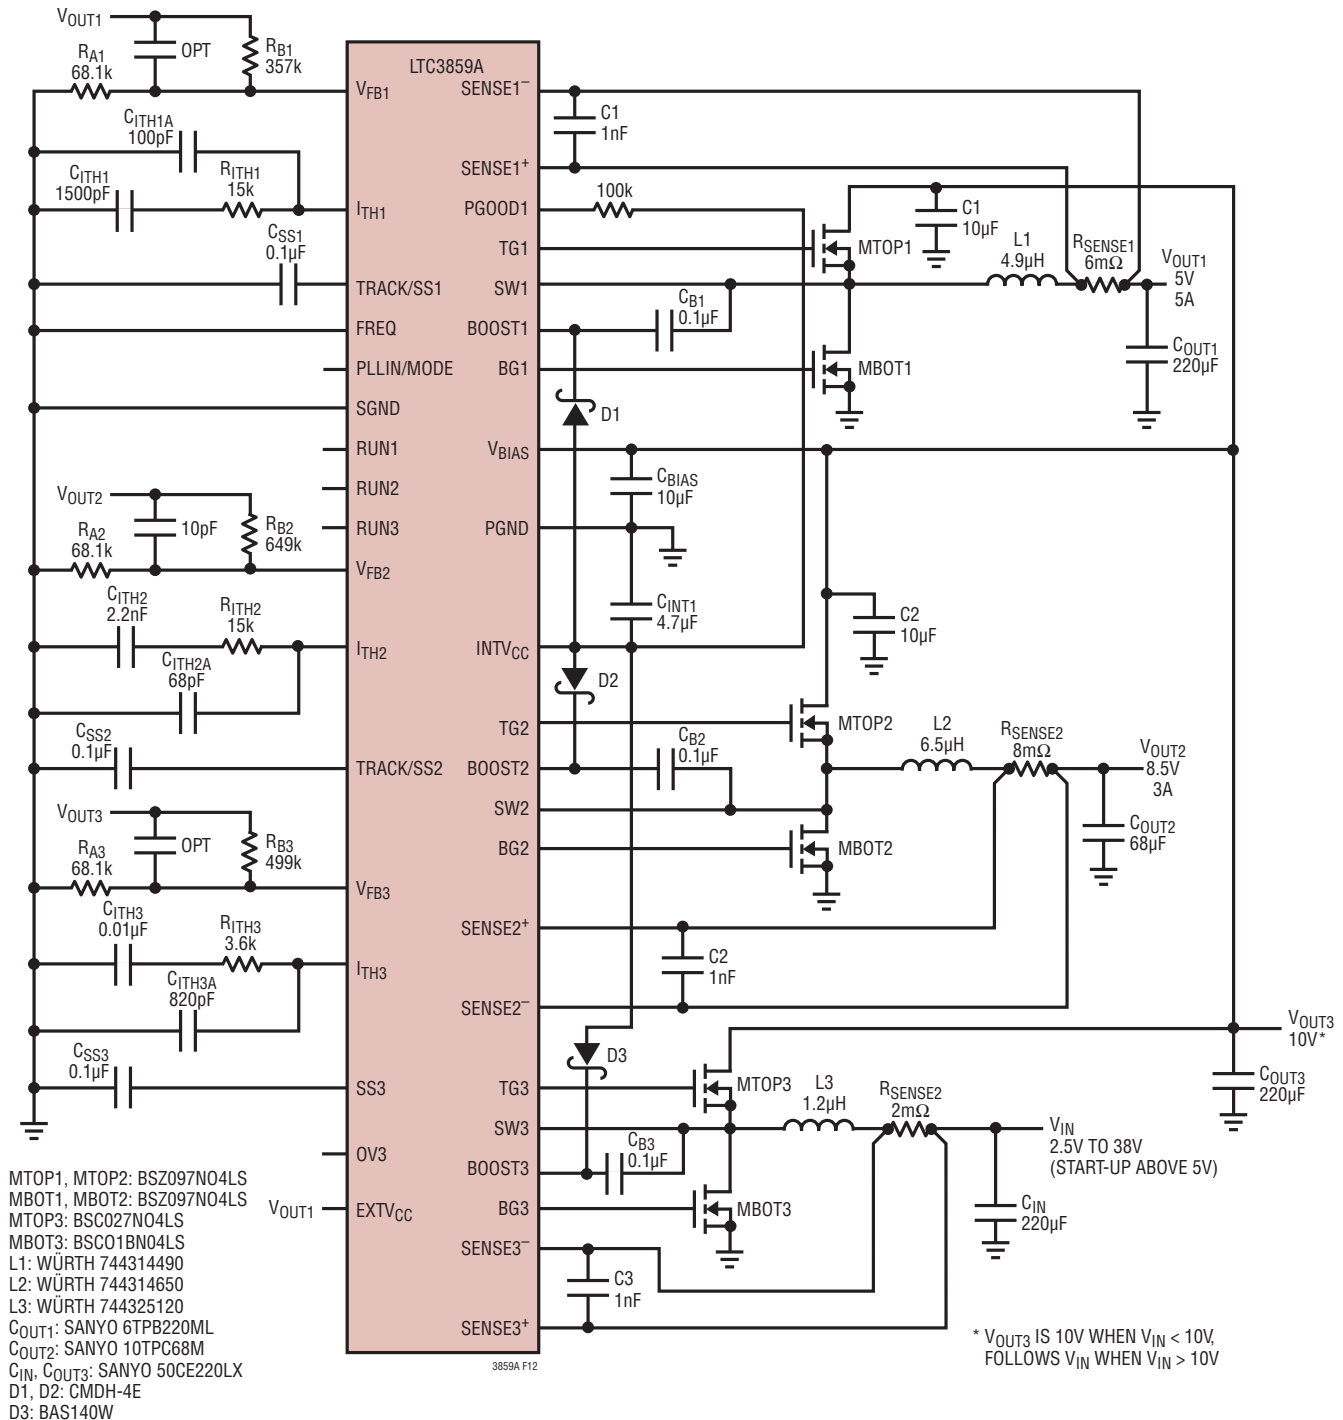 VOUT1
OPT
RB1
357k
RA1
68.1k
CITH1A
100pF
CITH1
1500pF
RITH1
15k
CSS1
0.1µF
VOUT2
10pF
RB2
649k
RA2
68.1k
CITH2
2.2nF
RITH2
15k
CITH2A
68pF
CSS2
0.1µF
VOUT3
OPT
RB3
499k
RA3
68.1k
CITH3
0.01µF
RITH3
3.6k
CITH3A
820pF
CSS3
0.1µF
VOUT1
LTC3859A
VFB1
ITH1
TRACK/SS1
FREQ
PLLIN/MODE
SGND
RUN1
RUN2
RUN3
VFB2
ITH2
TRACK/SS2
VFB3
ITH3
SS3
OV3
EXTVCC
SENSE1–
SENSE1+
PGOOD1
TG1
SW1
BOOST1
BG1
VBIAS
PGND
INTVCC
TG2
BOOST2
SW2
BG2
SENSE2+
SENSE2–
TG3
SW3
BOOST3
BG3
SENSE3–
SENSE3+
C1
1nF
100k
C1
10µF
MTOP1
L1
4.9µH
RSENSE1
6mΩ
VOUT1
5V
5A
CB1
0.1µF
COUT1
220µF
MBOT1
D1
CBIAS
10µF
CINT1
4.7µF
C2
10µF
D2
MTOP2
L2
6.5µH
RSENSE2
8mΩ
VOUT2
8.5V
3A
CB2
0.1µF
COUT2
68µF
MBOT2
C2
1nF
VOUT3
10V*
D3
MTOP3
L3
1.2µH
RSENSE2
2mΩ
COUT3
220µF
VIN
2.5V TO 38V
(START-UP ABOVE 5V)
CB3
0.1µF
MBOT3
CIN
220µF
C3
1nF
MTOP1, MTOP2: BSZ097NO4LS
MBOT1, MBOT2: BSZ097NO4LS
MTOP3: BSC027NO4LS
MBOT3: BSCO1BN04LS
L1: WÜRTH 744314490
L2: WÜRTH 744314650
L3: WÜRTH 744325120
COUT1: SANYO 6TPB220ML
COUT2: SANYO 10TPC68M
CIN, COUT3: SANYO 50CE220LX
D1, D2: CMDH-4E
D3: BAS140W
3859A F12
* VOUT3 IS 10V WHEN VIN < 10V,
FOLLOWS VIN WHEN VIN > 10V